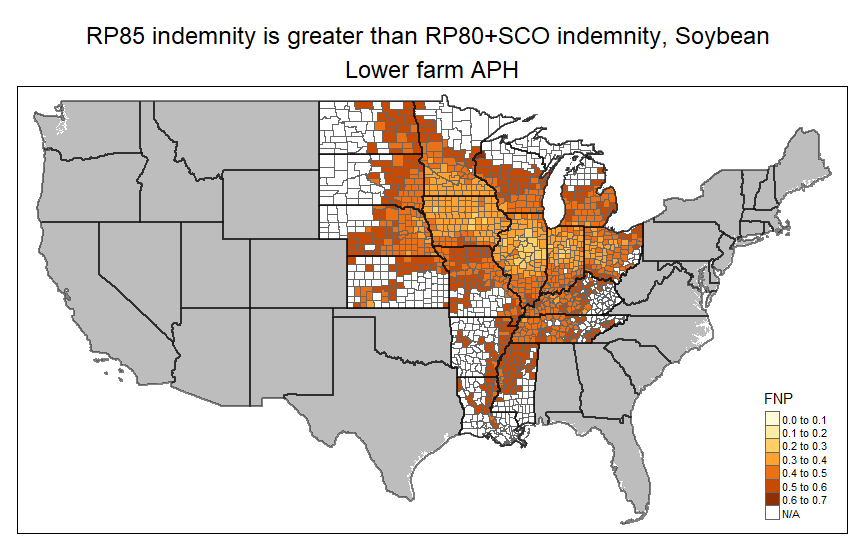 RP85 indemnity is greater than RP80+SCO indemnity, Soybean
Lower farm APH
FNP
0.0 to 0.1
0.1 to 0.2
0.2 to 0.3
0.3 to 0.4
0.4 to 0.5
0.5 to 0.6
0.6 to 0.7
N/A